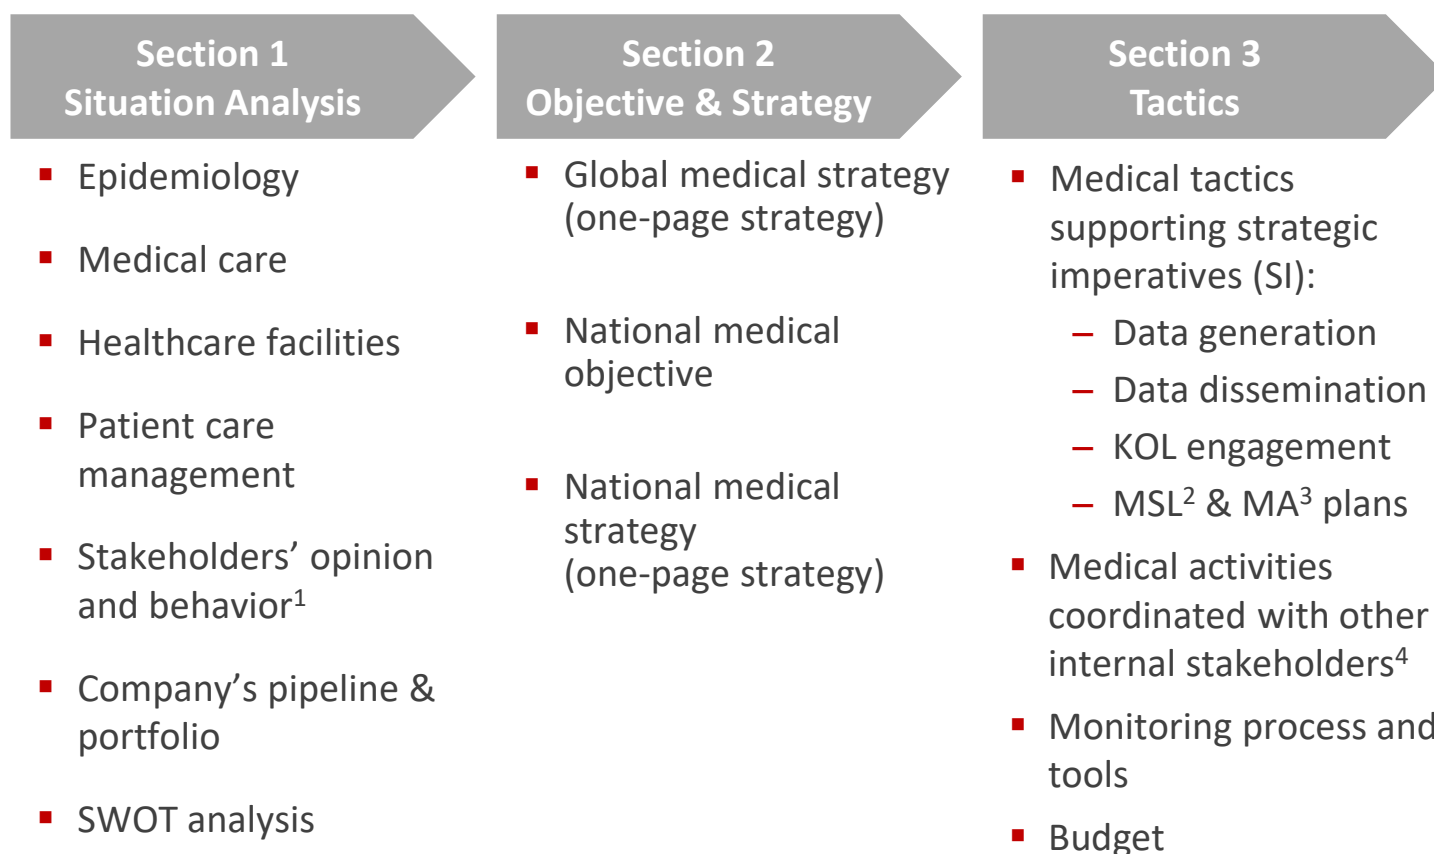 Section 1
Situation Analysis
▪ Epidemiology
▪ Medical care
▪ Healthcare facilities
▪ Patient care
management
▪ Stakeholders’ opinion
and behavior¹
▪ Company’s pipeline &
portfolio
▪ SWOT analysis
Section 2
Objective & Strategy
▪ Global medical strategy
(one-page strategy)
▪ National medical
objective
▪ National medical
strategy
(one-page strategy)
Section 3
Tactics
▪ Medical tactics
supporting strategic
imperatives (SI):
– Data generation
– Data dissemination
– KOL engagement
– MSL² & MA³ plans
▪ Medical activities
coordinated with other
internal stakeholders⁴
▪ Monitoring process and
tools
▪ Budget